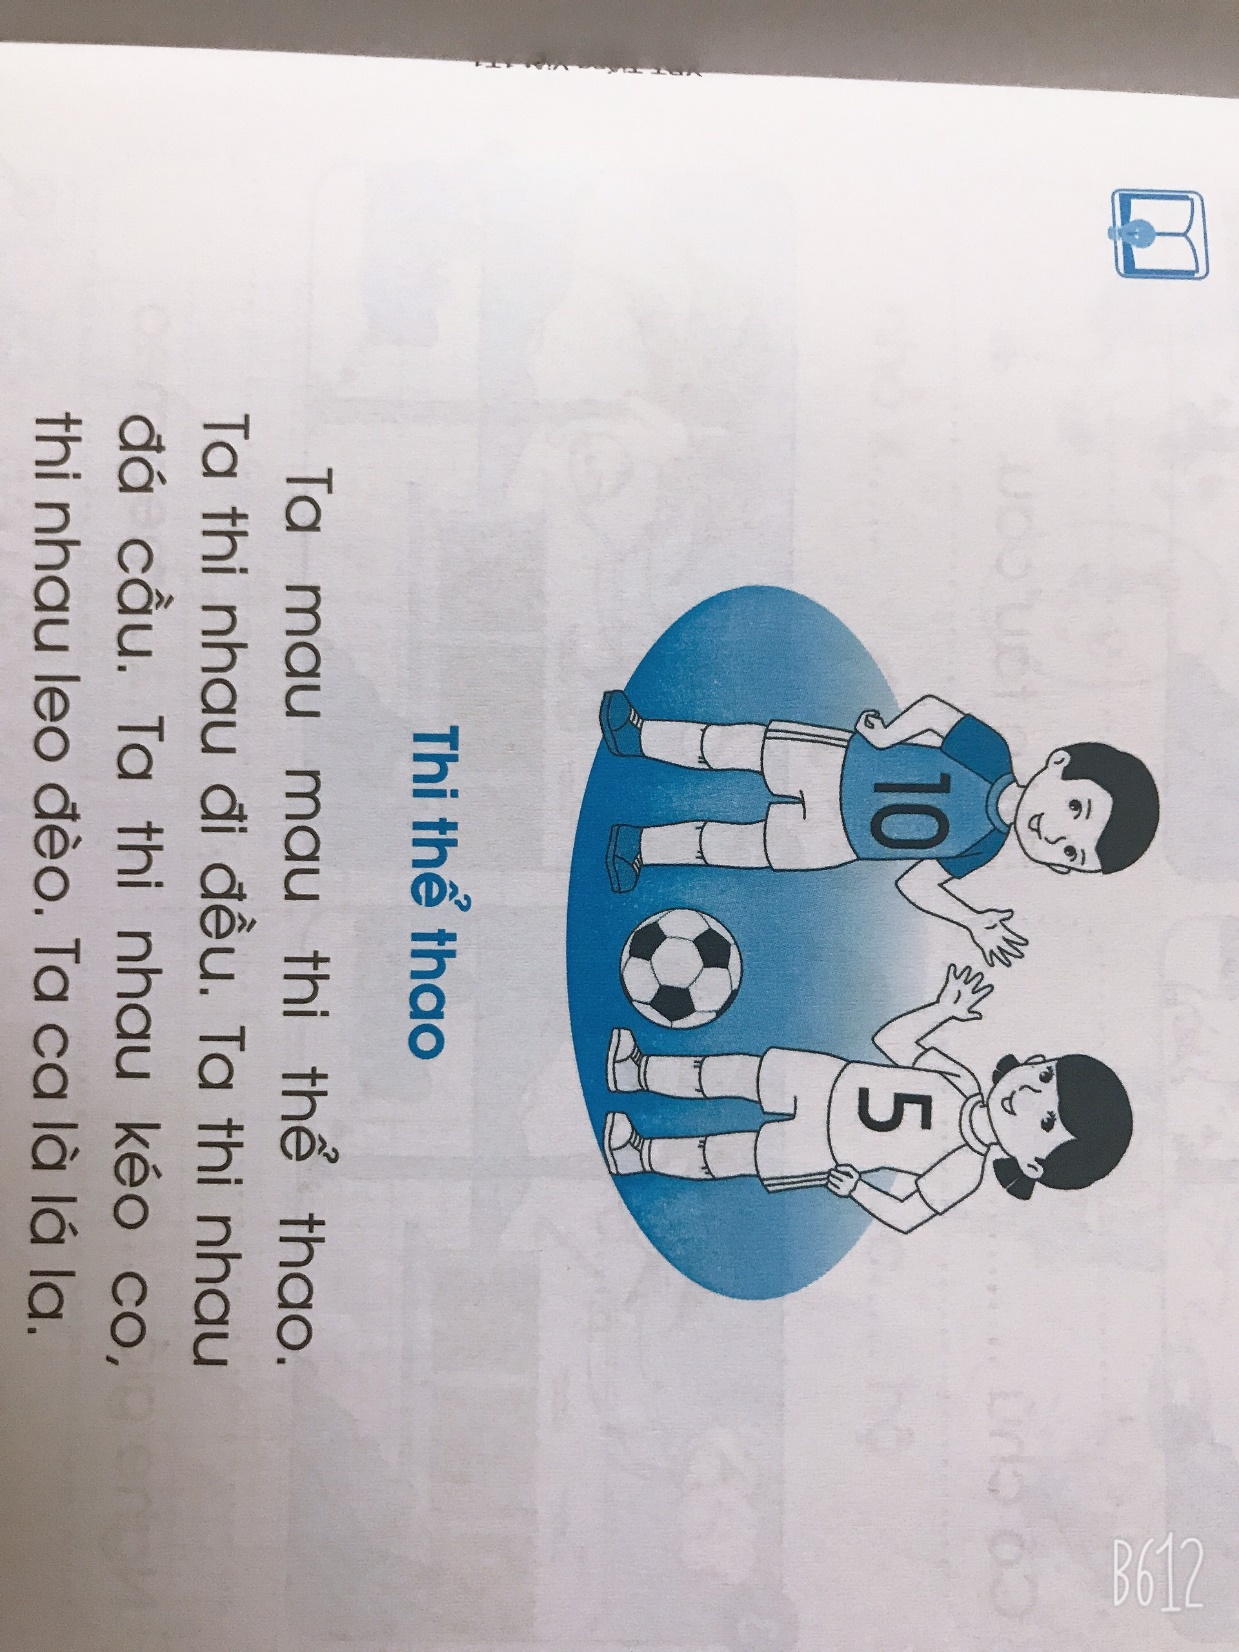 10
5
Thi thể thao
Ta mau mau thi thể thao.
Ta thi nhau đi đều. Ta thi nhau
đá cầu. Ta thi nhau kéo co,
thi nhau leo đèo. Ta ca là lá la.
B612